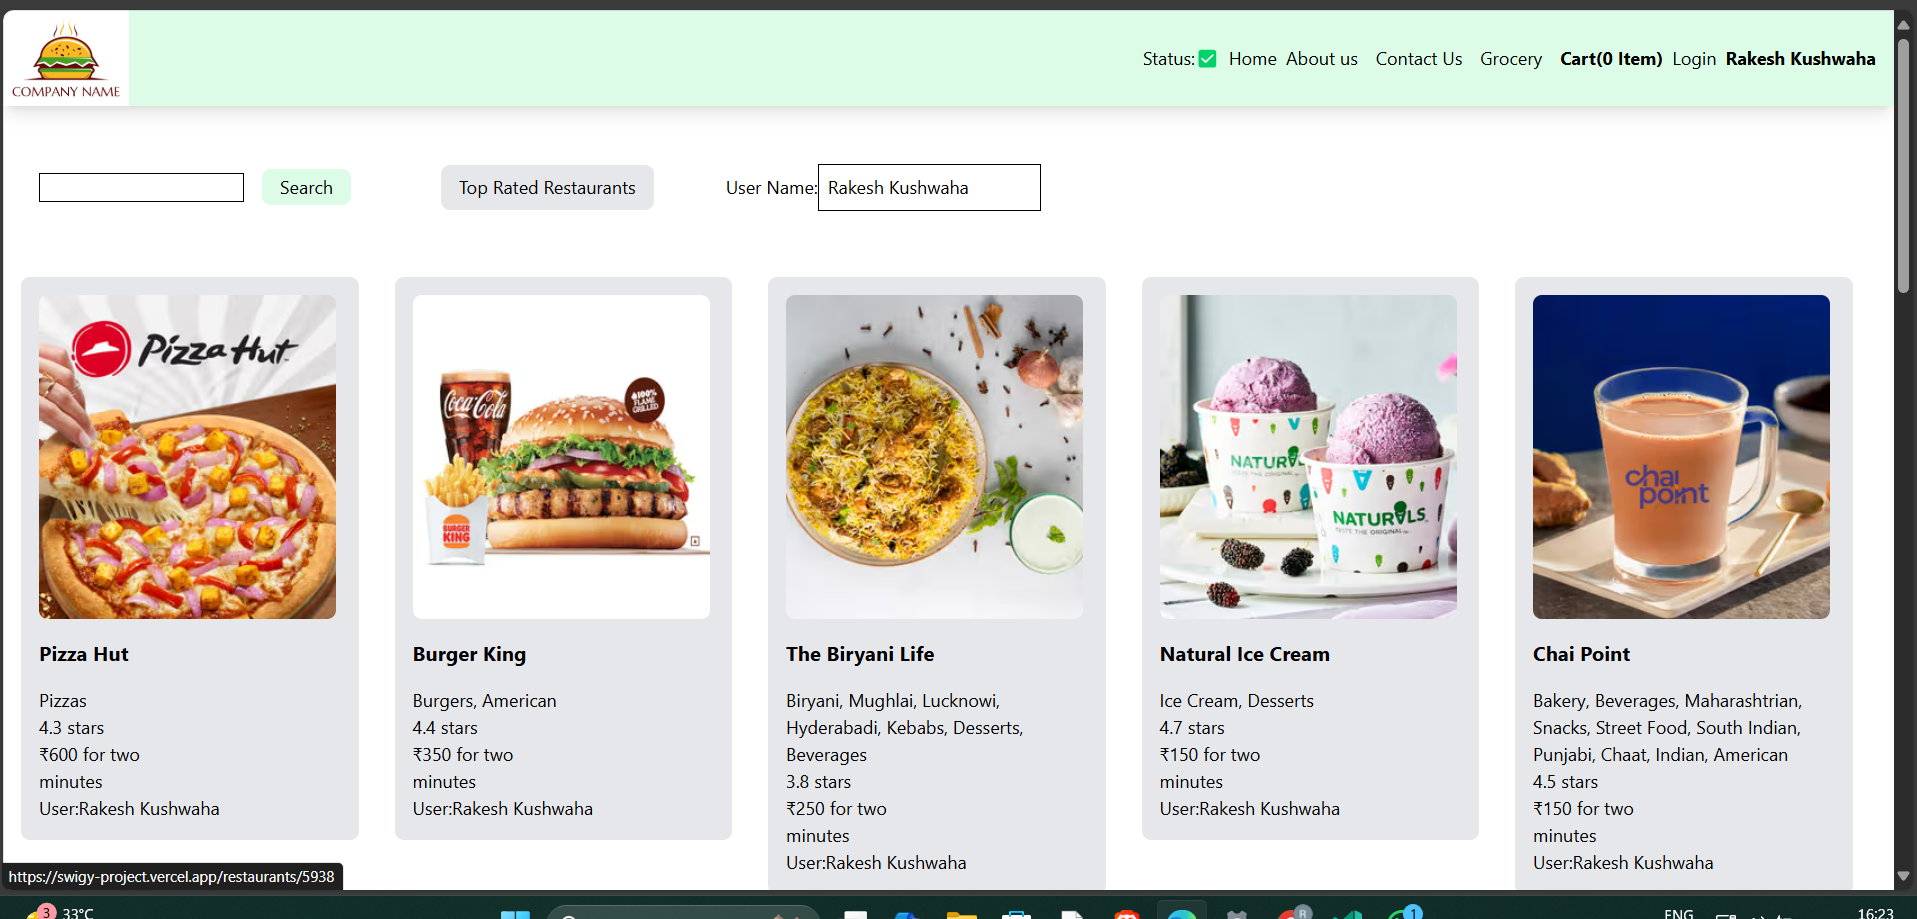 COMPANY NAME
Status:✅ Home About us Contact Us Grocery Cart(0 Item) Login Rakesh Kushwaha
Search
Top Rated Restaurants
User Name: Rakesh Kushwaha
Pizza Hut
Coca-Cola
100%
FLAME
GRILLED
BURGER
KING
NATURALS
TASTE THE ORIGINAL
chai
point
Pizza Hut
Pizzas
4.3 stars
₹600 for two
minutes
User:Rakesh Kushwaha
Burger King
Burgers, American
4.4 stars
₹350 for two
minutes
User:Rakesh Kushwaha
The Biryani Life
Biryani, Mughlai, Lucknowi,
Hyderabadi, Kebabs, Desserts,
Beverages
3.8 stars
₹250 for two
minutes
User:Rakesh Kushwaha
Natural Ice Cream
Ice Cream, Desserts
4.7 stars
₹150 for two
minutes
User:Rakesh Kushwaha
Chai Point
Bakery, Beverages, Maharashtrian,
Snacks, Street Food, South Indian,
Punjabi, Chaat, Indian, American
4.5 stars
₹150 for two
minutes
User:Rakesh Kushwaha
https://swigy-project.vercel.app/restaurants/5938
3
33°C
R
1
ENG
16:23